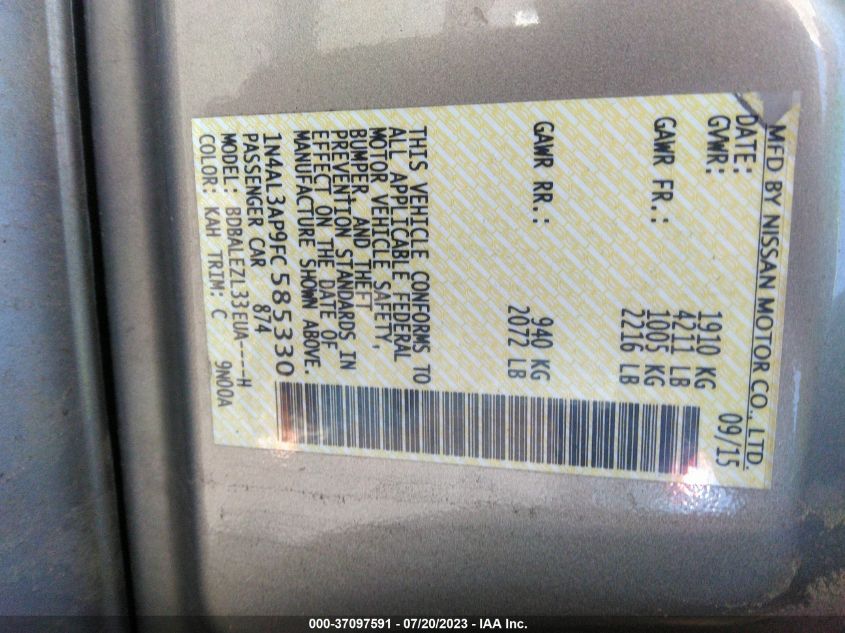 MFD BY NISSAN MOTOR CO., LTD.
DATE: 09/15
GVWR: 1910 KG
4211 LB
GAWR FR.: 1005 KG
2216 LB
GAWR RR.: 940 KG
2072 LB
THIS VEHICLE CONFORMS TO
ALL APPLICABLE FEDERAL
MOTOR VEHICLE SAFETY,
BUMPER AND THEFT
PREVENTION STANDARDS IN
EFFECT ON THE DATE OF
MANUFACTURE SHOWN ABOVE.
1N4AL3AP9FC585330
PASSENGER CAR 874
MODEL: BDBALEZL33EUA---H
COLOR: KAH TRIM: C 9N00A
000-37097591 - 07/20/2023 - IAA Inc.